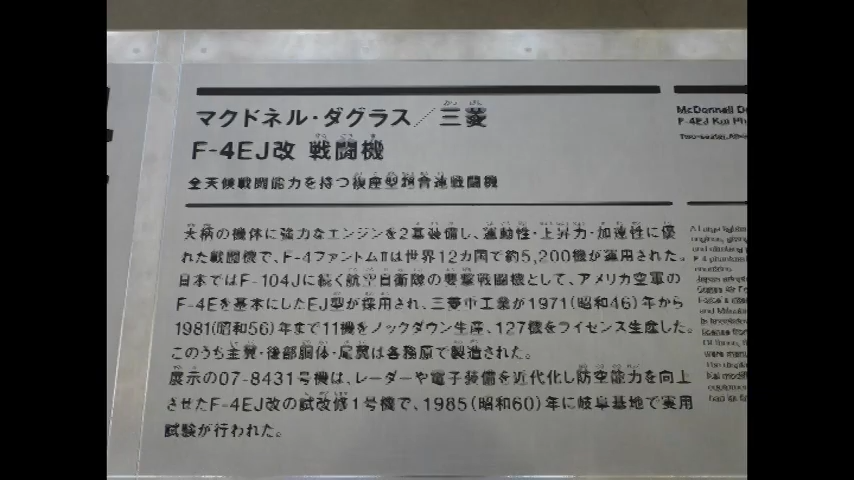 マクドネル・ダグラス／三菱
F-4EJ改 戦闘機
全天候戦闘能力を持つ複座型超音速戦闘機
大柄の機体に強力なエンジンを2基装備し、運動性・上昇力・加速性に優
れた戦闘機で、F-4ファントムⅡは世界12カ国で約5,200機が運用された。
日本ではF-104Jに続く航空自衛隊の要撃戦闘機として、アメリカ空軍の
F-4Eを基本にしたEJ型が採用され、三菱重工業が1971(昭和46)年から
1981(昭和56)年まで11機をノックダウン生産、127機をライセンス生産した。
このうち主翼・後部胴体・尾翼は各務原で製造された。
展示の07-8431号機は、レーダーや電子装備を近代化し防空能力を向上
させたF-4EJ改の試改修1号機で、1985(昭和60)年に岐阜基地で実用
試験が行われた。
McDonnell
F-4EJ Kai